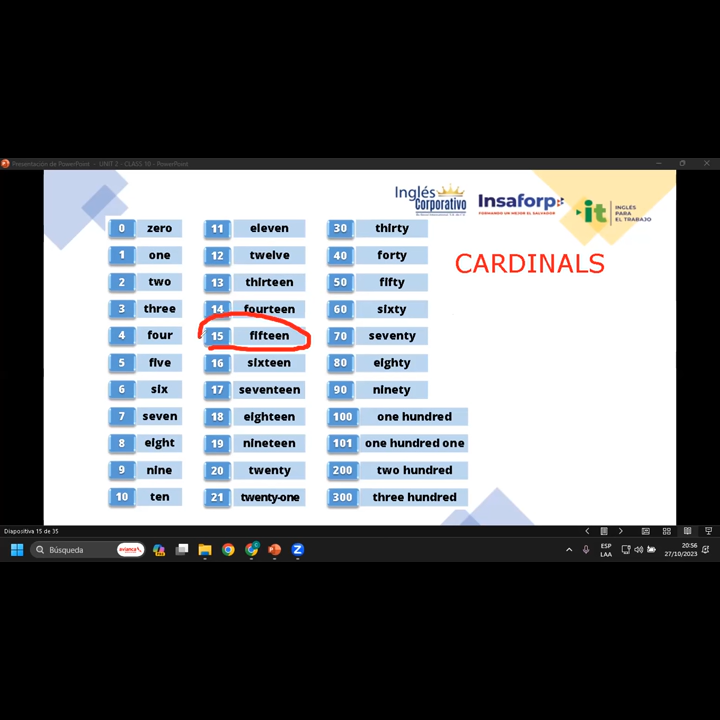 Presentación de PowerPoint - UNIT 2 - CLASS 10 - PowerPoint
Inglés Corporativo
Insaforp
FORMANDO UN MEJOR EL SALVADOR
it INGLÉS PARA EL TRABAJO
CARDINALS
0 zero
1 one
2 two
3 three
4 four
5 five
6 six
7 seven
8 eight
9 nine
10 ten
11 eleven
12 twelve
13 thirteen
14 fourteen
15 fifteen
16 sixteen
17 seventeen
18 eighteen
19 nineteen
20 twenty
21 twenty-one
30 thirty
40 forty
50 fifty
60 sixty
70 seventy
80 eighty
90 ninety
100 one hundred
101 one hundred one
200 two hundred
300 three hundred
Diapositiva 15 de 35
Búsqueda
avianca
ESP
LAA
20:56
27/10/2023